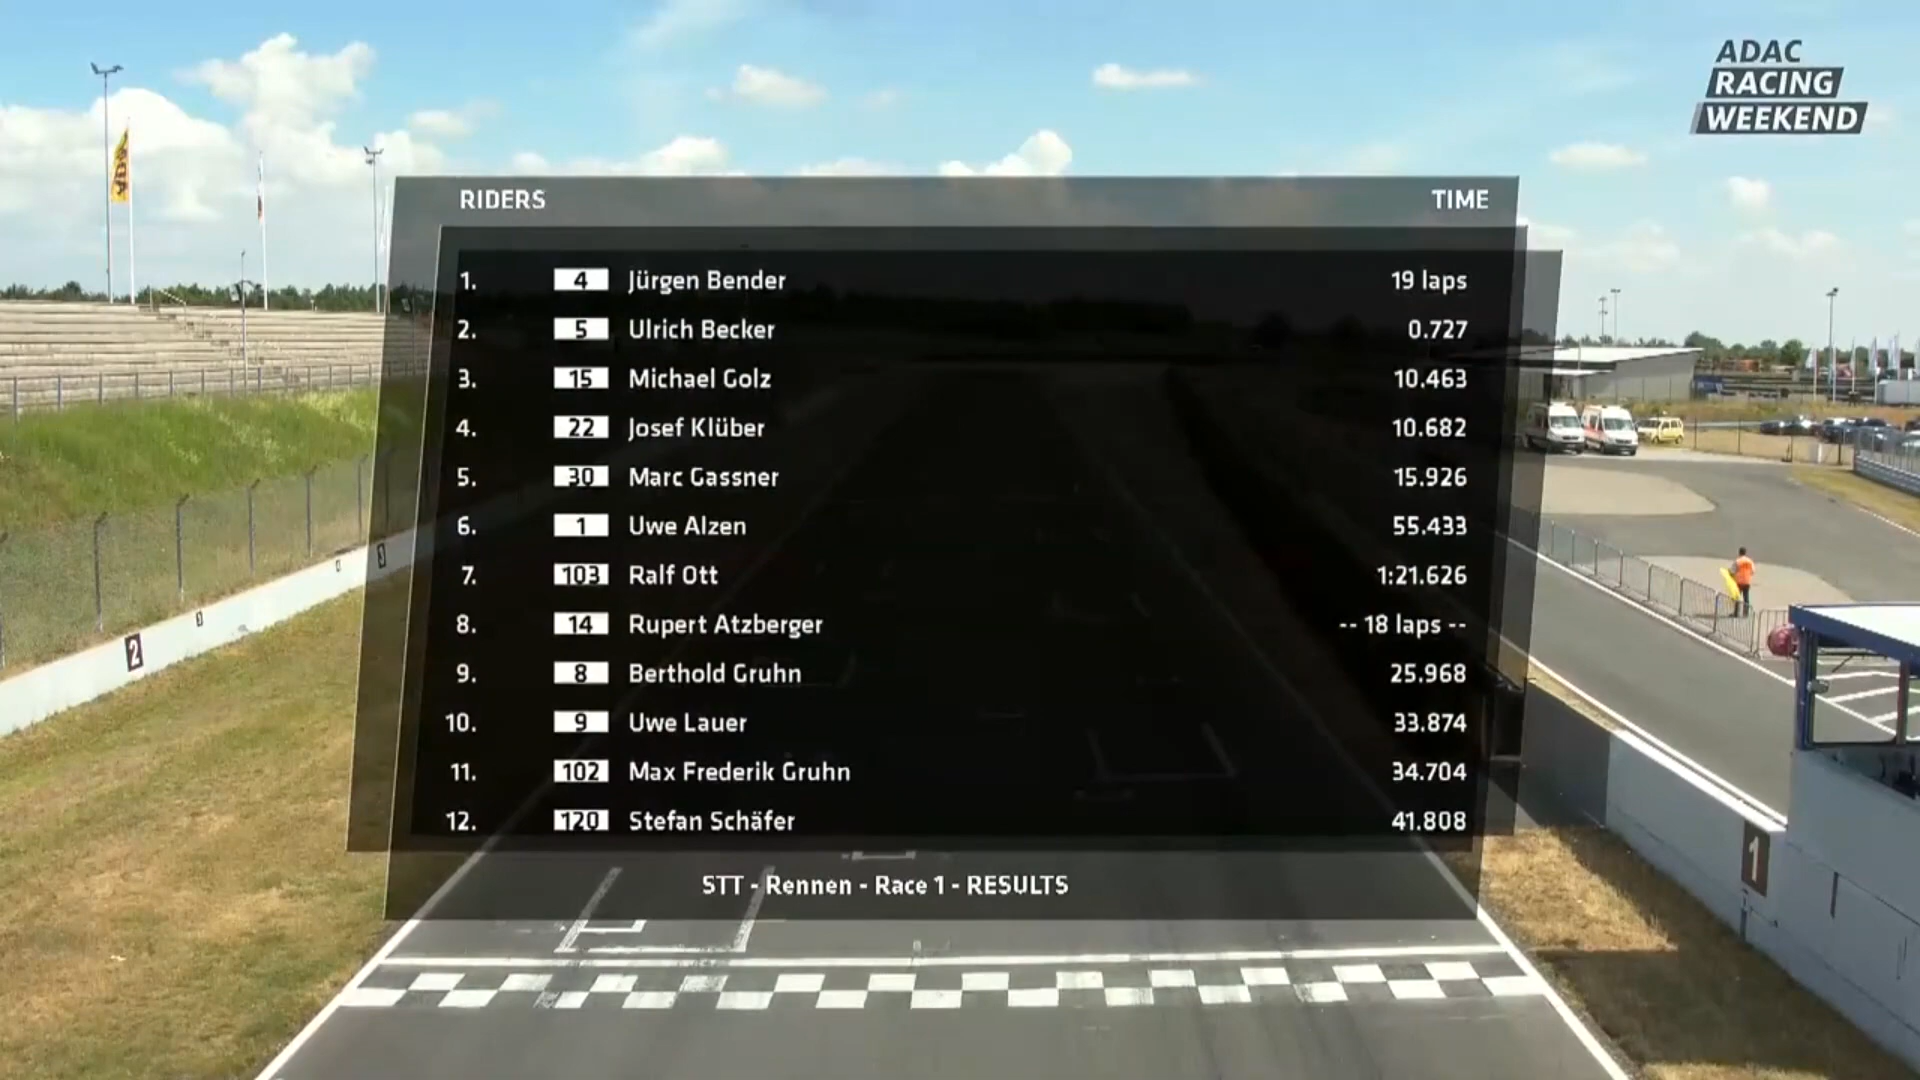 ADAC
RACING
WEEKEND
RIDERS TIME
1. 4 Jürgen Bender 19 laps
2. 5 Ulrich Becker 0.727
3. 15 Michael Golz 10.463
4. 22 Josef Klüber 10.682
5. 30 Marc Gassner 15.926
6. 1 Uwe Alzen 55.433
7. 103 Ralf Ott 1:21.626
8. 14 Rupert Atzberger -- 18 laps --
9. 8 Berthold Gruhn 25.968
10. 9 Uwe Lauer 33.874
11. 102 Max Frederik Gruhn 34.704
12. 120 Stefan Schäfer 41.808
STT - Rennen - Race 1 - RESULTS
2
1
3